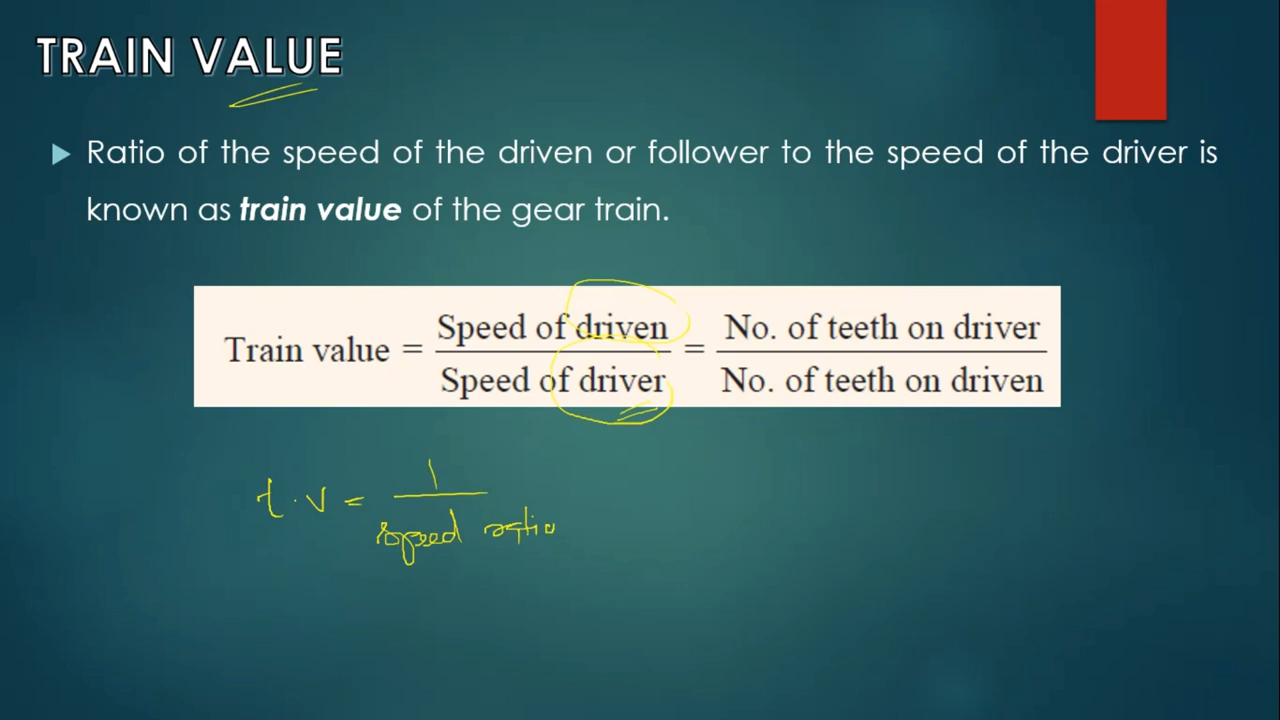 TRAIN VALUE
Ratio of the speed of the driven or follower to the speed of the driver is
known as train value of the gear train.
Train value = Speed of driven / Speed of driver = No. of teeth on driver / No. of teeth on driven
t.v = 1 / speed ratio